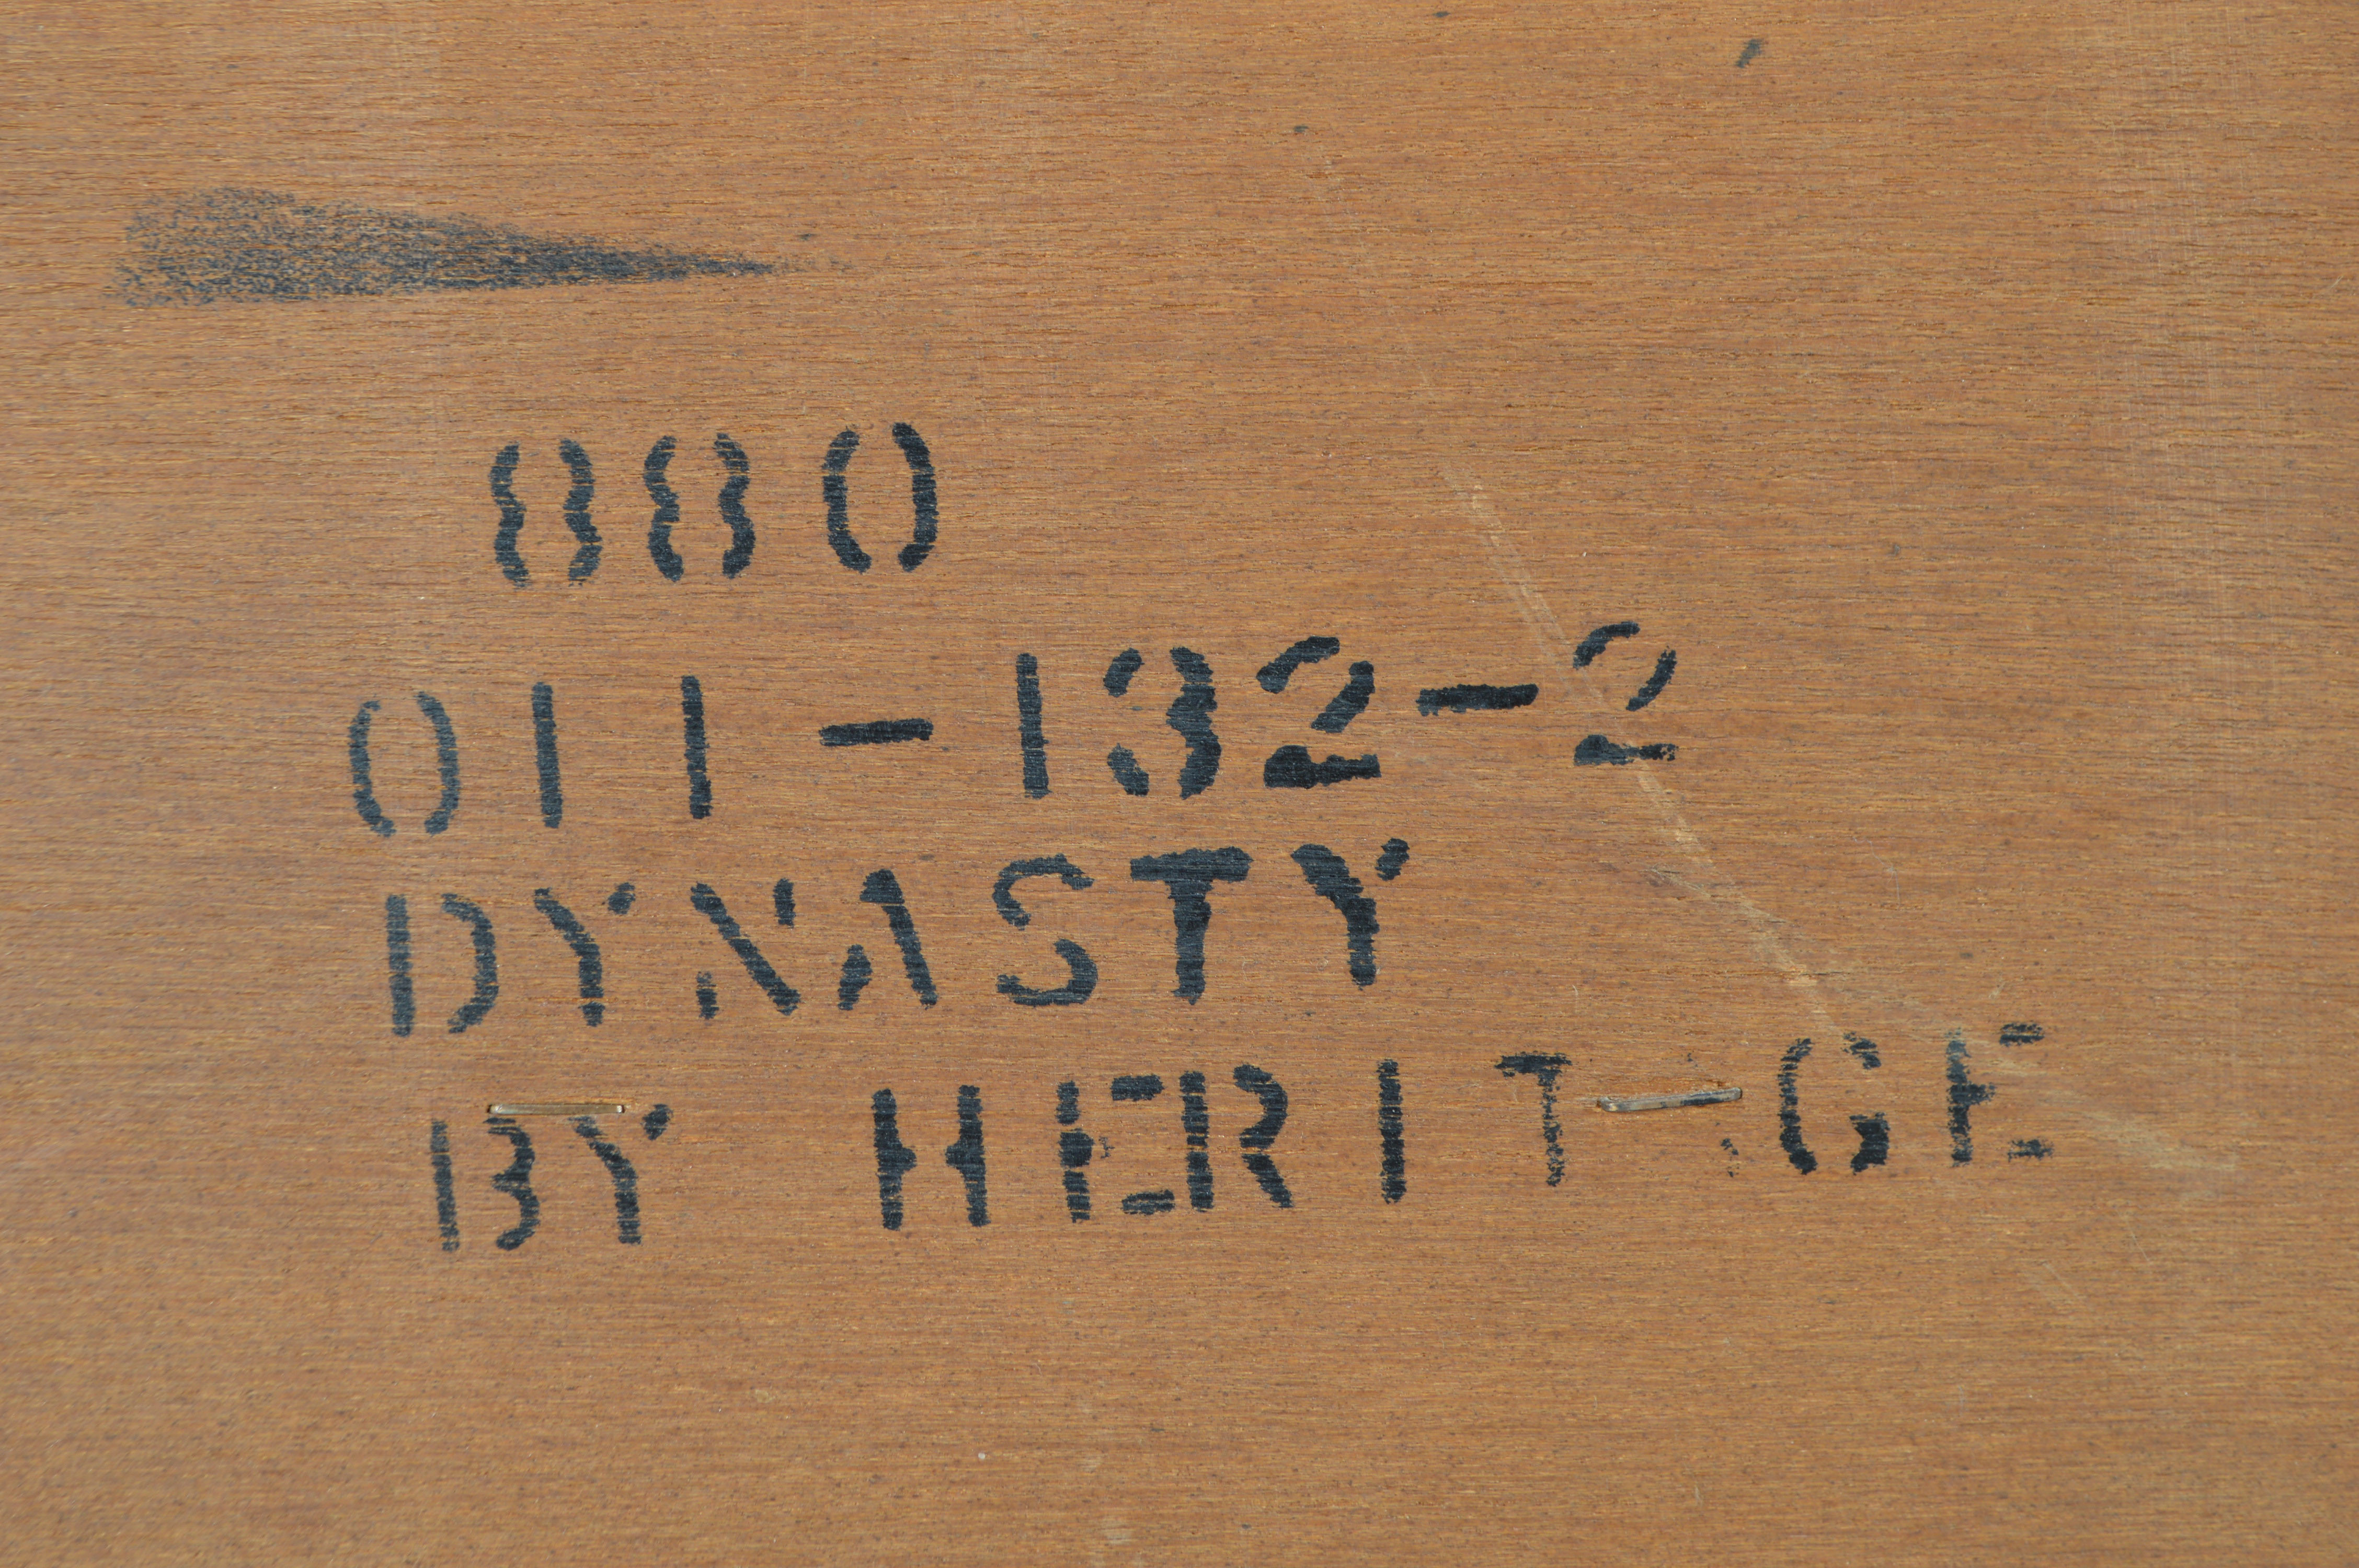 880
011-132-2
DYNASTY
BY HERITAGE